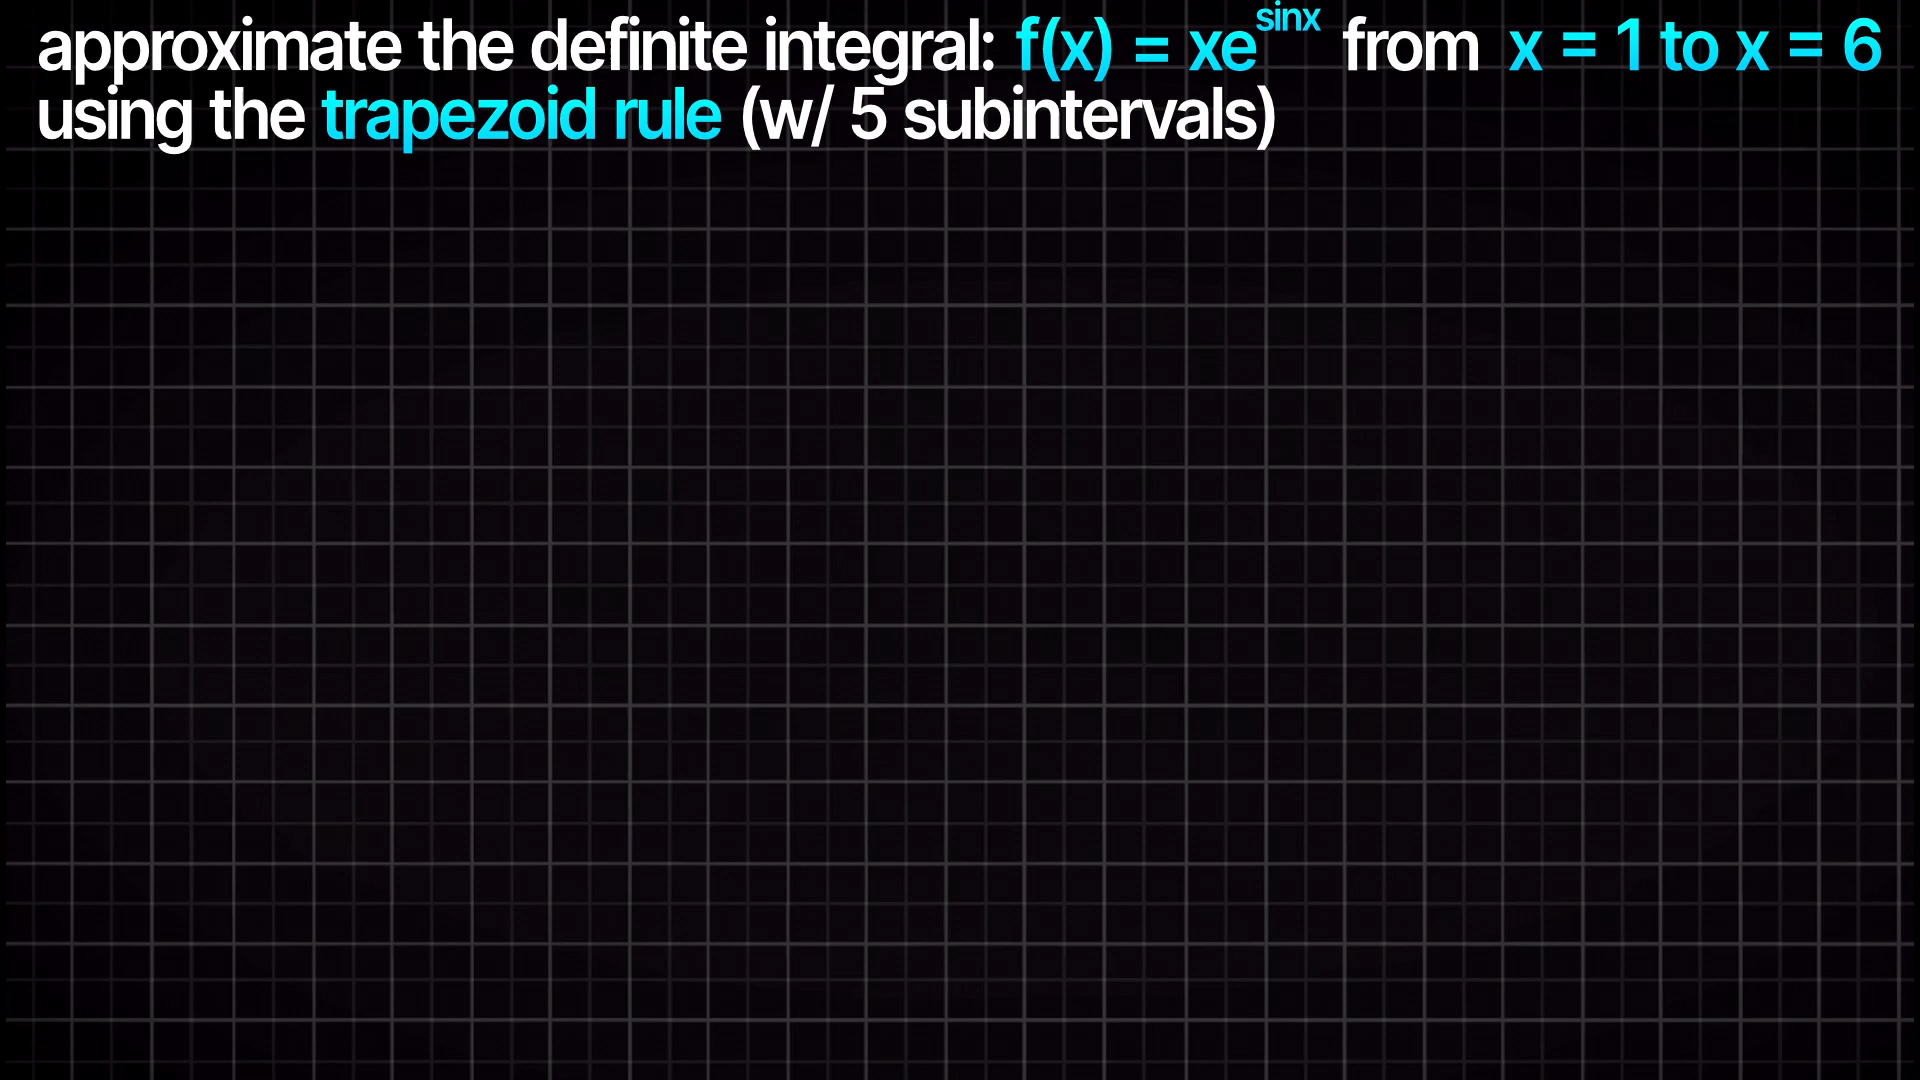 approximate the definite integral: f(x) = xe^sinx from x = 1 to x = 6
using the trapezoid rule (w/ 5 subintervals)